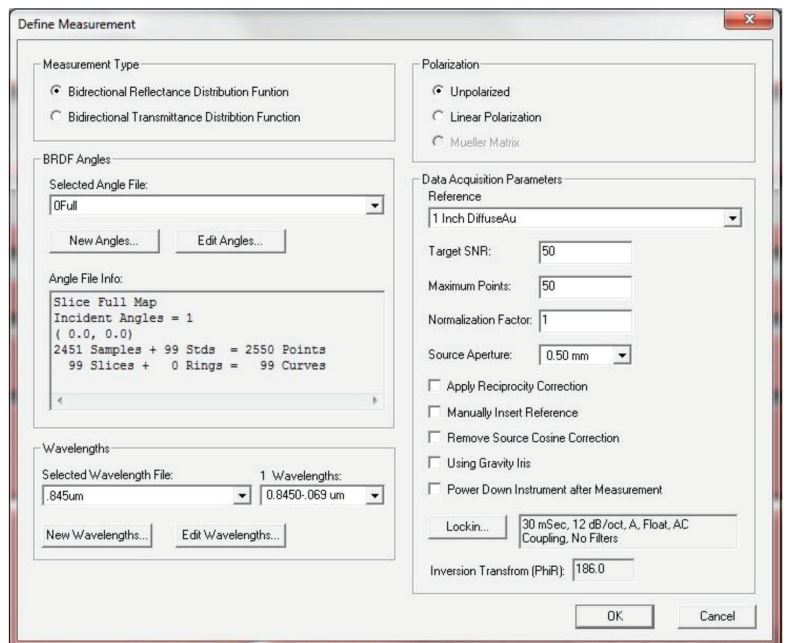 Define Measurement
Measurement Type
Bidrectional Reflectance Distribution Funtion
Bidirectional Transmittance Distribtion Function
BRDF Angles
Selected Angle File:
0Full
New Angles...
Edit Angles...
Angle File Info:
Slice Full Map
Incident Angles = 1
( 0.0, 0.0)
2451 Samples + 99 Stds = 2550 Points
99 Slices + 0 Rings = 99 Curves
Wavelengths
Selected Wavelength File:
1 Wavelengths:
.845um
0.8450-.069 um
New Wavelengths...
Edit Wavelengths...
Polarization
Unpolarized
Linear Polarization
Mueller Matrix
Data Acquisition Parameters
Reference
1 Inch DiffuseAu
Target SNR: 50
Maximum Points: 50
Normalization Factor: 1
Source Aperture: 0.50 mm
Apply Reciprocity Correction
Manually Insert Reference
Remove Source Cosine Correction
Using Gravity Iris
Power Down Instrument after Measurement
Lockin...
30 mSec, 12 dB/oct, A, Float, AC
Coupling, No Filters
Inversion Transfrom (PhiR): 186.0
OK
Cancel